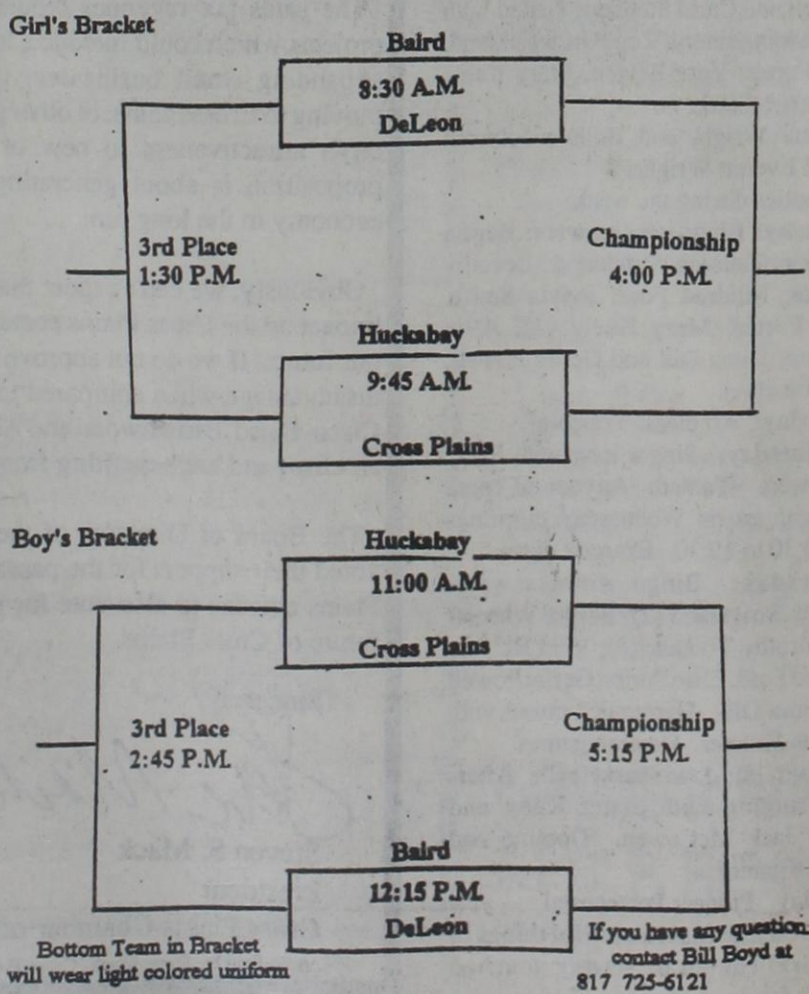 Girl's Bracket
Baird
8:30 A.M.
DeLeon
3rd Place
1:30 P.M.
Championship
4:00 P.M.
Huckabay
9:45 A.M.
Cross Plains
Boy's Bracket
Huckabay
11:00 A.M.
Cross Plains
3rd Place
2:45 P.M.
Championship
5:15 P.M.
Baird
12:15 P.M.
DeLeon
Bottom Team in Bracket
will wear light colored uniform
If you have any question
contact Bill Boyd at
817 725-6121